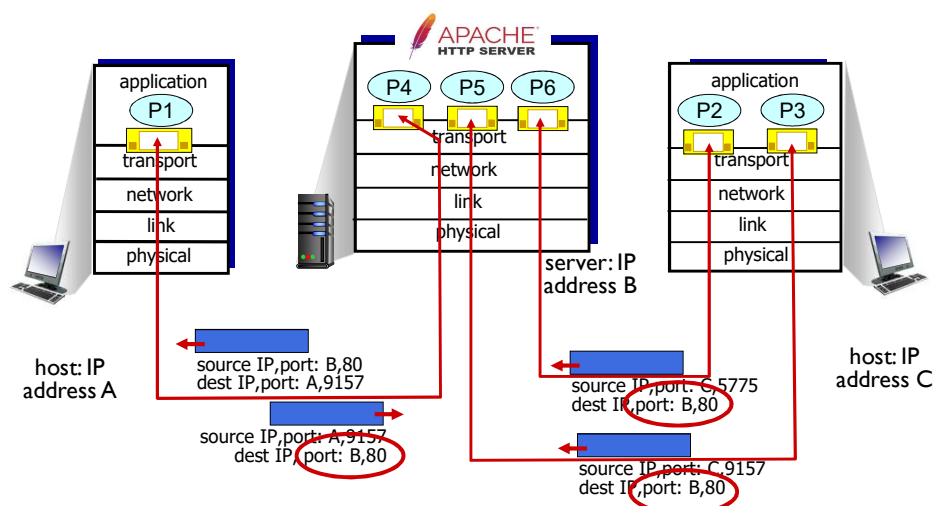 APACHE
HTTP SERVER
application
P1
transport
network
link
physical
P4
P5
P6
transport
network
link
physical
application
P2
P3
transport
network
link
physical
server: IP
address B
host: IP
address A
host: IP
address C
source IP,port: B,80
dest IP,port: A,9157
source IP,port: A,9157
dest IP, port: B,80
source IP,port: C,5775
dest IP,port: B,80
source IP,port: C,9157
dest IP,port: B,80